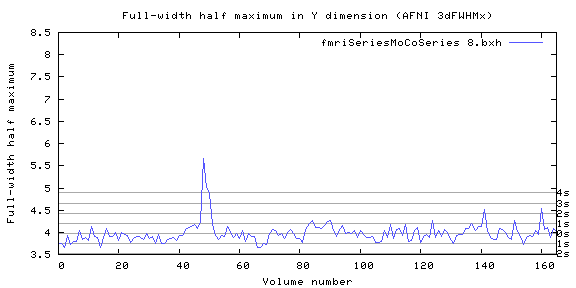 Full-width half maximum in Y dimension (AFNI 3dFWHMx)
fmriSeriesMoCoSeries 8.bxh
Full-width half maximum
8.5
8
7.5
7
6.5
6
5.5
5
4.5
4
3.5
4s
3s
2s
1s
0s
1s
2s
0 20 40 60 80 100 120 140 160
Volume number